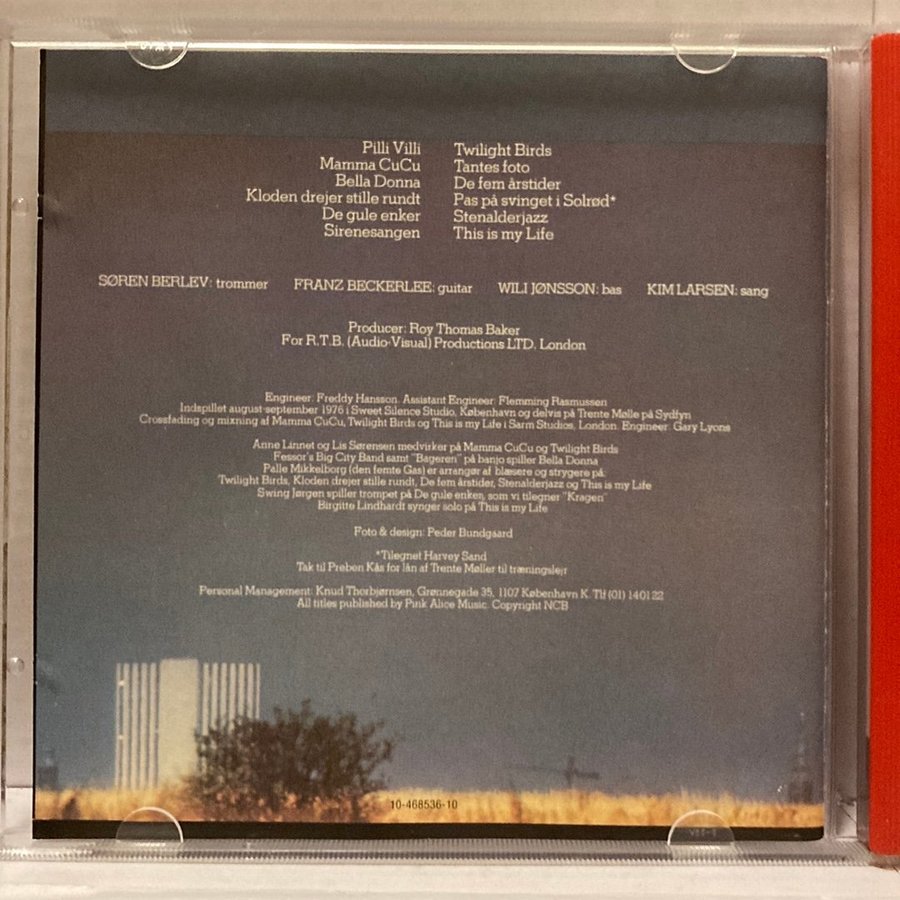 Pilli Villi
Mamma CuCu
Bella Donna
Kloden drejer stille rundt
De gule enker
Sirenesangen
Twilight Birds
Tantes foto
De fem årstider
Pas på svinget i Solrød*
Stenalderjazz
This is my Life
SØREN BERLEV: trommer FRANZ BECKERLEE: guitar WILI JØNSSON: bas KIM LARSEN: sang
Producer: Roy Thomas Baker
For R.T.B. (Audio-Visual) Productions LTD. London
Engineer: Freddy Hansson. Assistant Engineer: Flemming Rasmussen
Indspillet august-september 1976 i Sweet Silence Studio, København og delvis på Trente Mølle på Sydfyn
Crossfading og mixning af Mamma CuCu, Twilight Birds og This is my Life i Sarm Studios, London. Engineer: Gary Lyons
Anne Linnet og Lis Sørensen medvirker på Mamma CuCu og Twilight Birds
Fessor's Big City Band samt "Bageren" på banjo spiller Bella Donna
Palle Mikkelborg (den femte Gas) er arrangør af blæsere og strygere på:
Twilight Birds, Kloden drejer stille rundt, De fem årstider, Stenalderjazz og This is my Life
Swing Jørgen spiller trompet på De gule enker, som vi tilegner "Kragen"
Birgitte Lindhardt synger solo på This is my Life
Foto & design: Peder Bundgaard
*Tilegnet Harvey Sand
Tak til Preben Kås for lån af Trente Møller til træningslejr
Personal Management: Knud Thorbjørnsen, Grønnegade 35, 1107 København K. Tlf (01) 14 01 22
All titles published by Pink Alice Music. Copyright NCB
10-468536-10